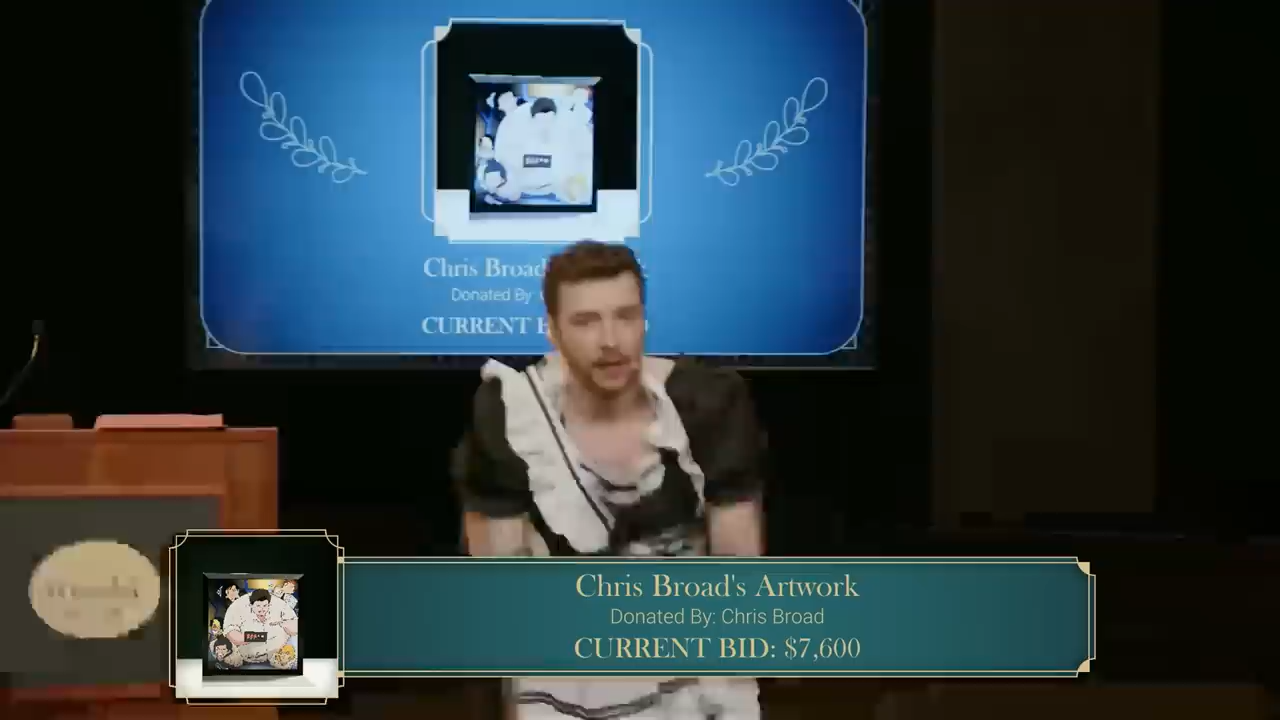 Chris Broad
Donated By:
CURRENT
Chris Broad's Artwork
Donated By: Chris Broad
CURRENT BID: $7,600